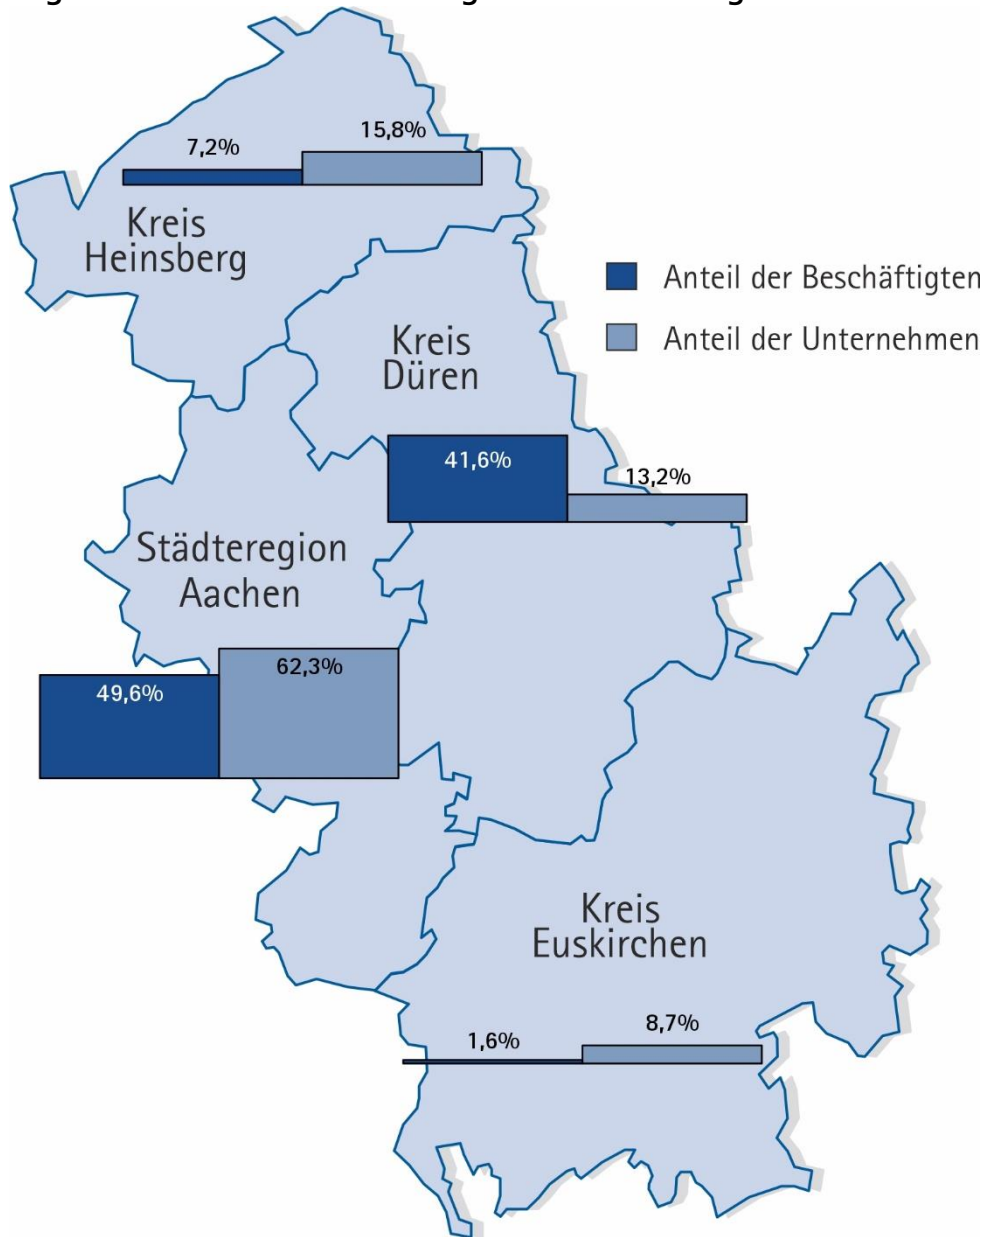 15,8%
7,2%
Kreis
Heinsberg
Anteil der Beschäftigten
Anteil der Unternehmen
Kreis
Düren
41,6%
13,2%
Städteregion
Aachen
62,3%
49,6%
Kreis
Euskirchen
8,7%
1,6%